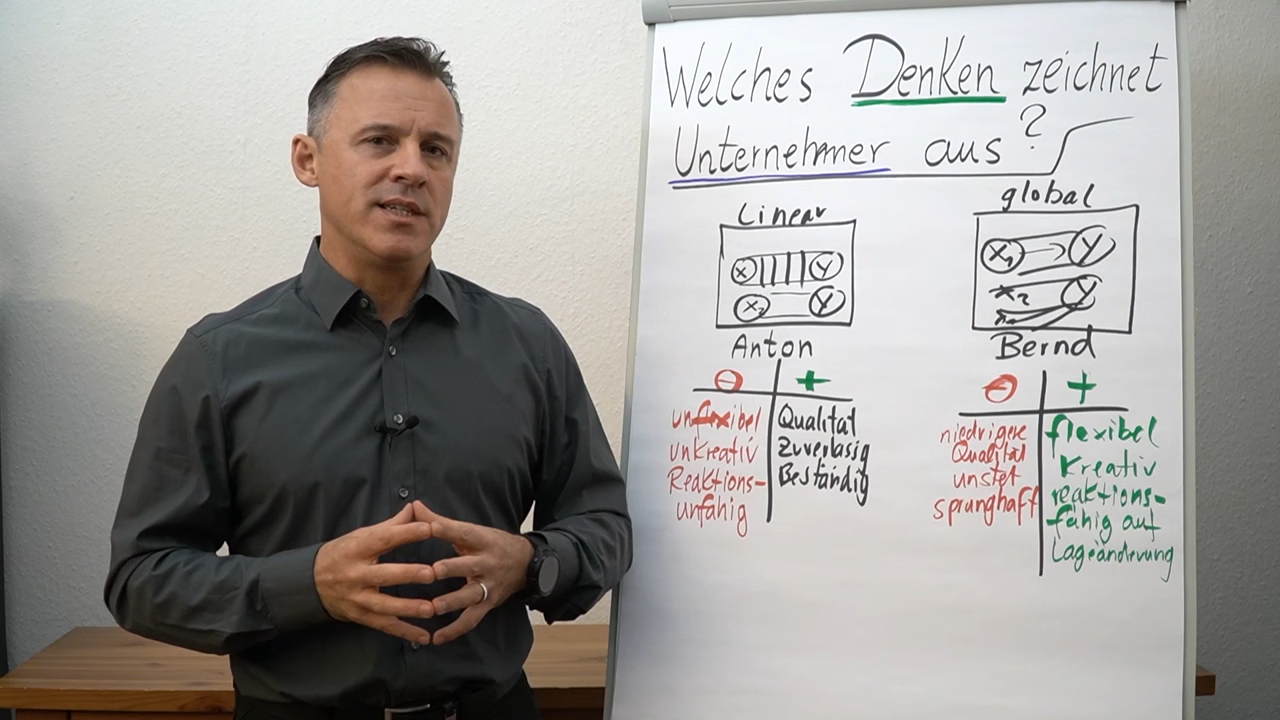 Welches Denken zeichnet
Unternehmer aus ?
Linear
X Y
X2 Y
Anton
- +
unflexibel
unkreativ
Reaktions-
unfähig
Qualität
Zuverlässig
Beständig
global
X1 Y
X2 Y
Bernd
- +
niedrigere
Qualität
unstet
sprunghaft
flexibel
kreativ
reaktions-
fähig auf
Lageänderung